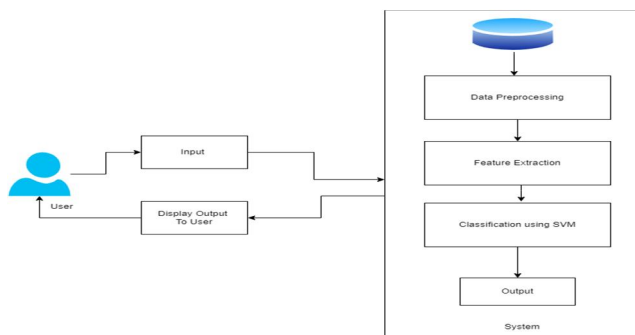 Data Preprocessing
Input
Feature Extraction
User
Display Output
To User
Classification using SVM
Output
System